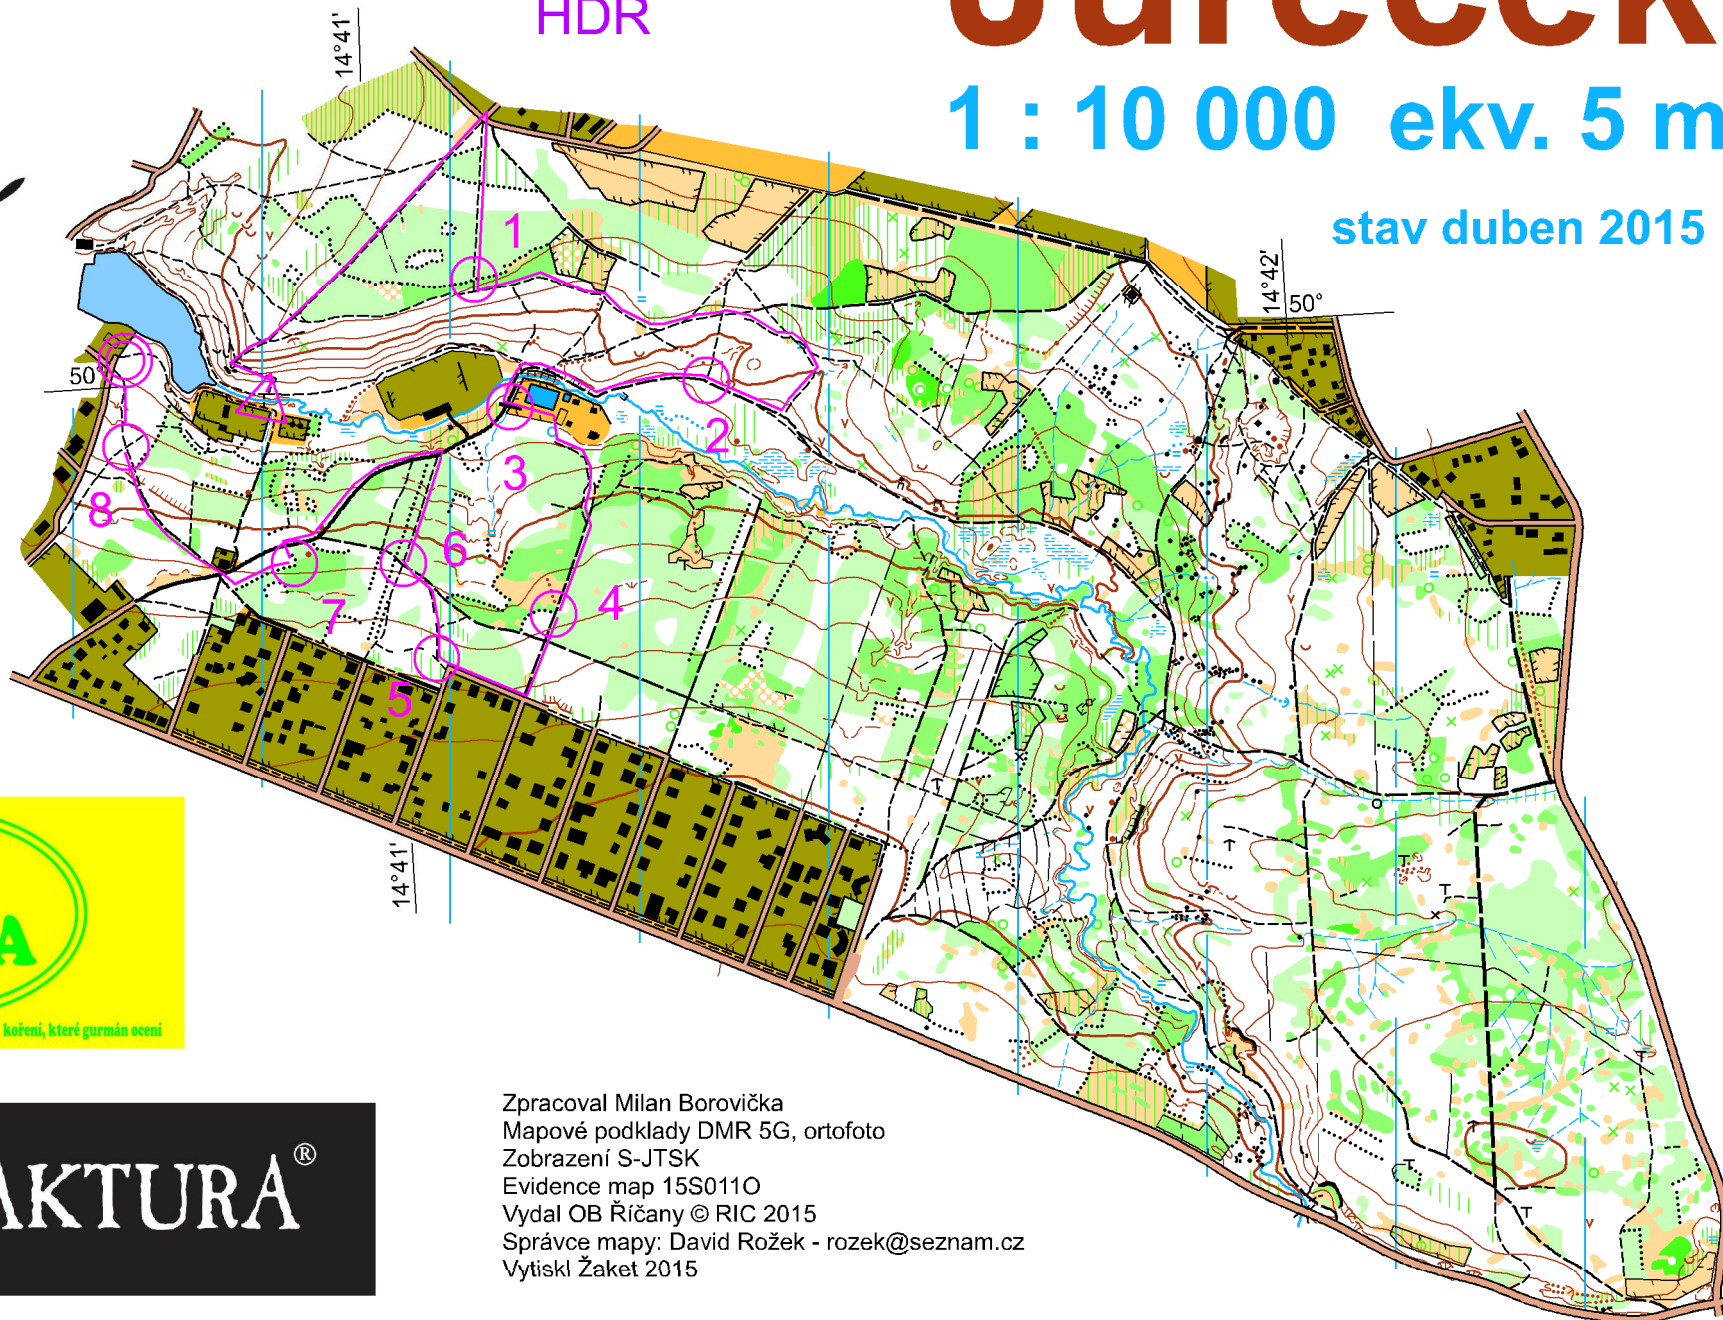 HDR
Jureček
1 : 10 000 ekv. 5 m
stav duben 2015
14°41'
14°42'
50°
50
1
2
3
4
5
6
7
8
14°41'
A
koření, které gurmán ocení
AKTURA®
Zpracoval Milan Borovička
Mapové podklady DMR 5G, ortofoto
Zobrazení S-JTSK
Evidence map 15S011O
Vydal OB Říčany © RIC 2015
Správce mapy: David Rožek - rozek@seznam.cz
Vytiskl Žaket 2015